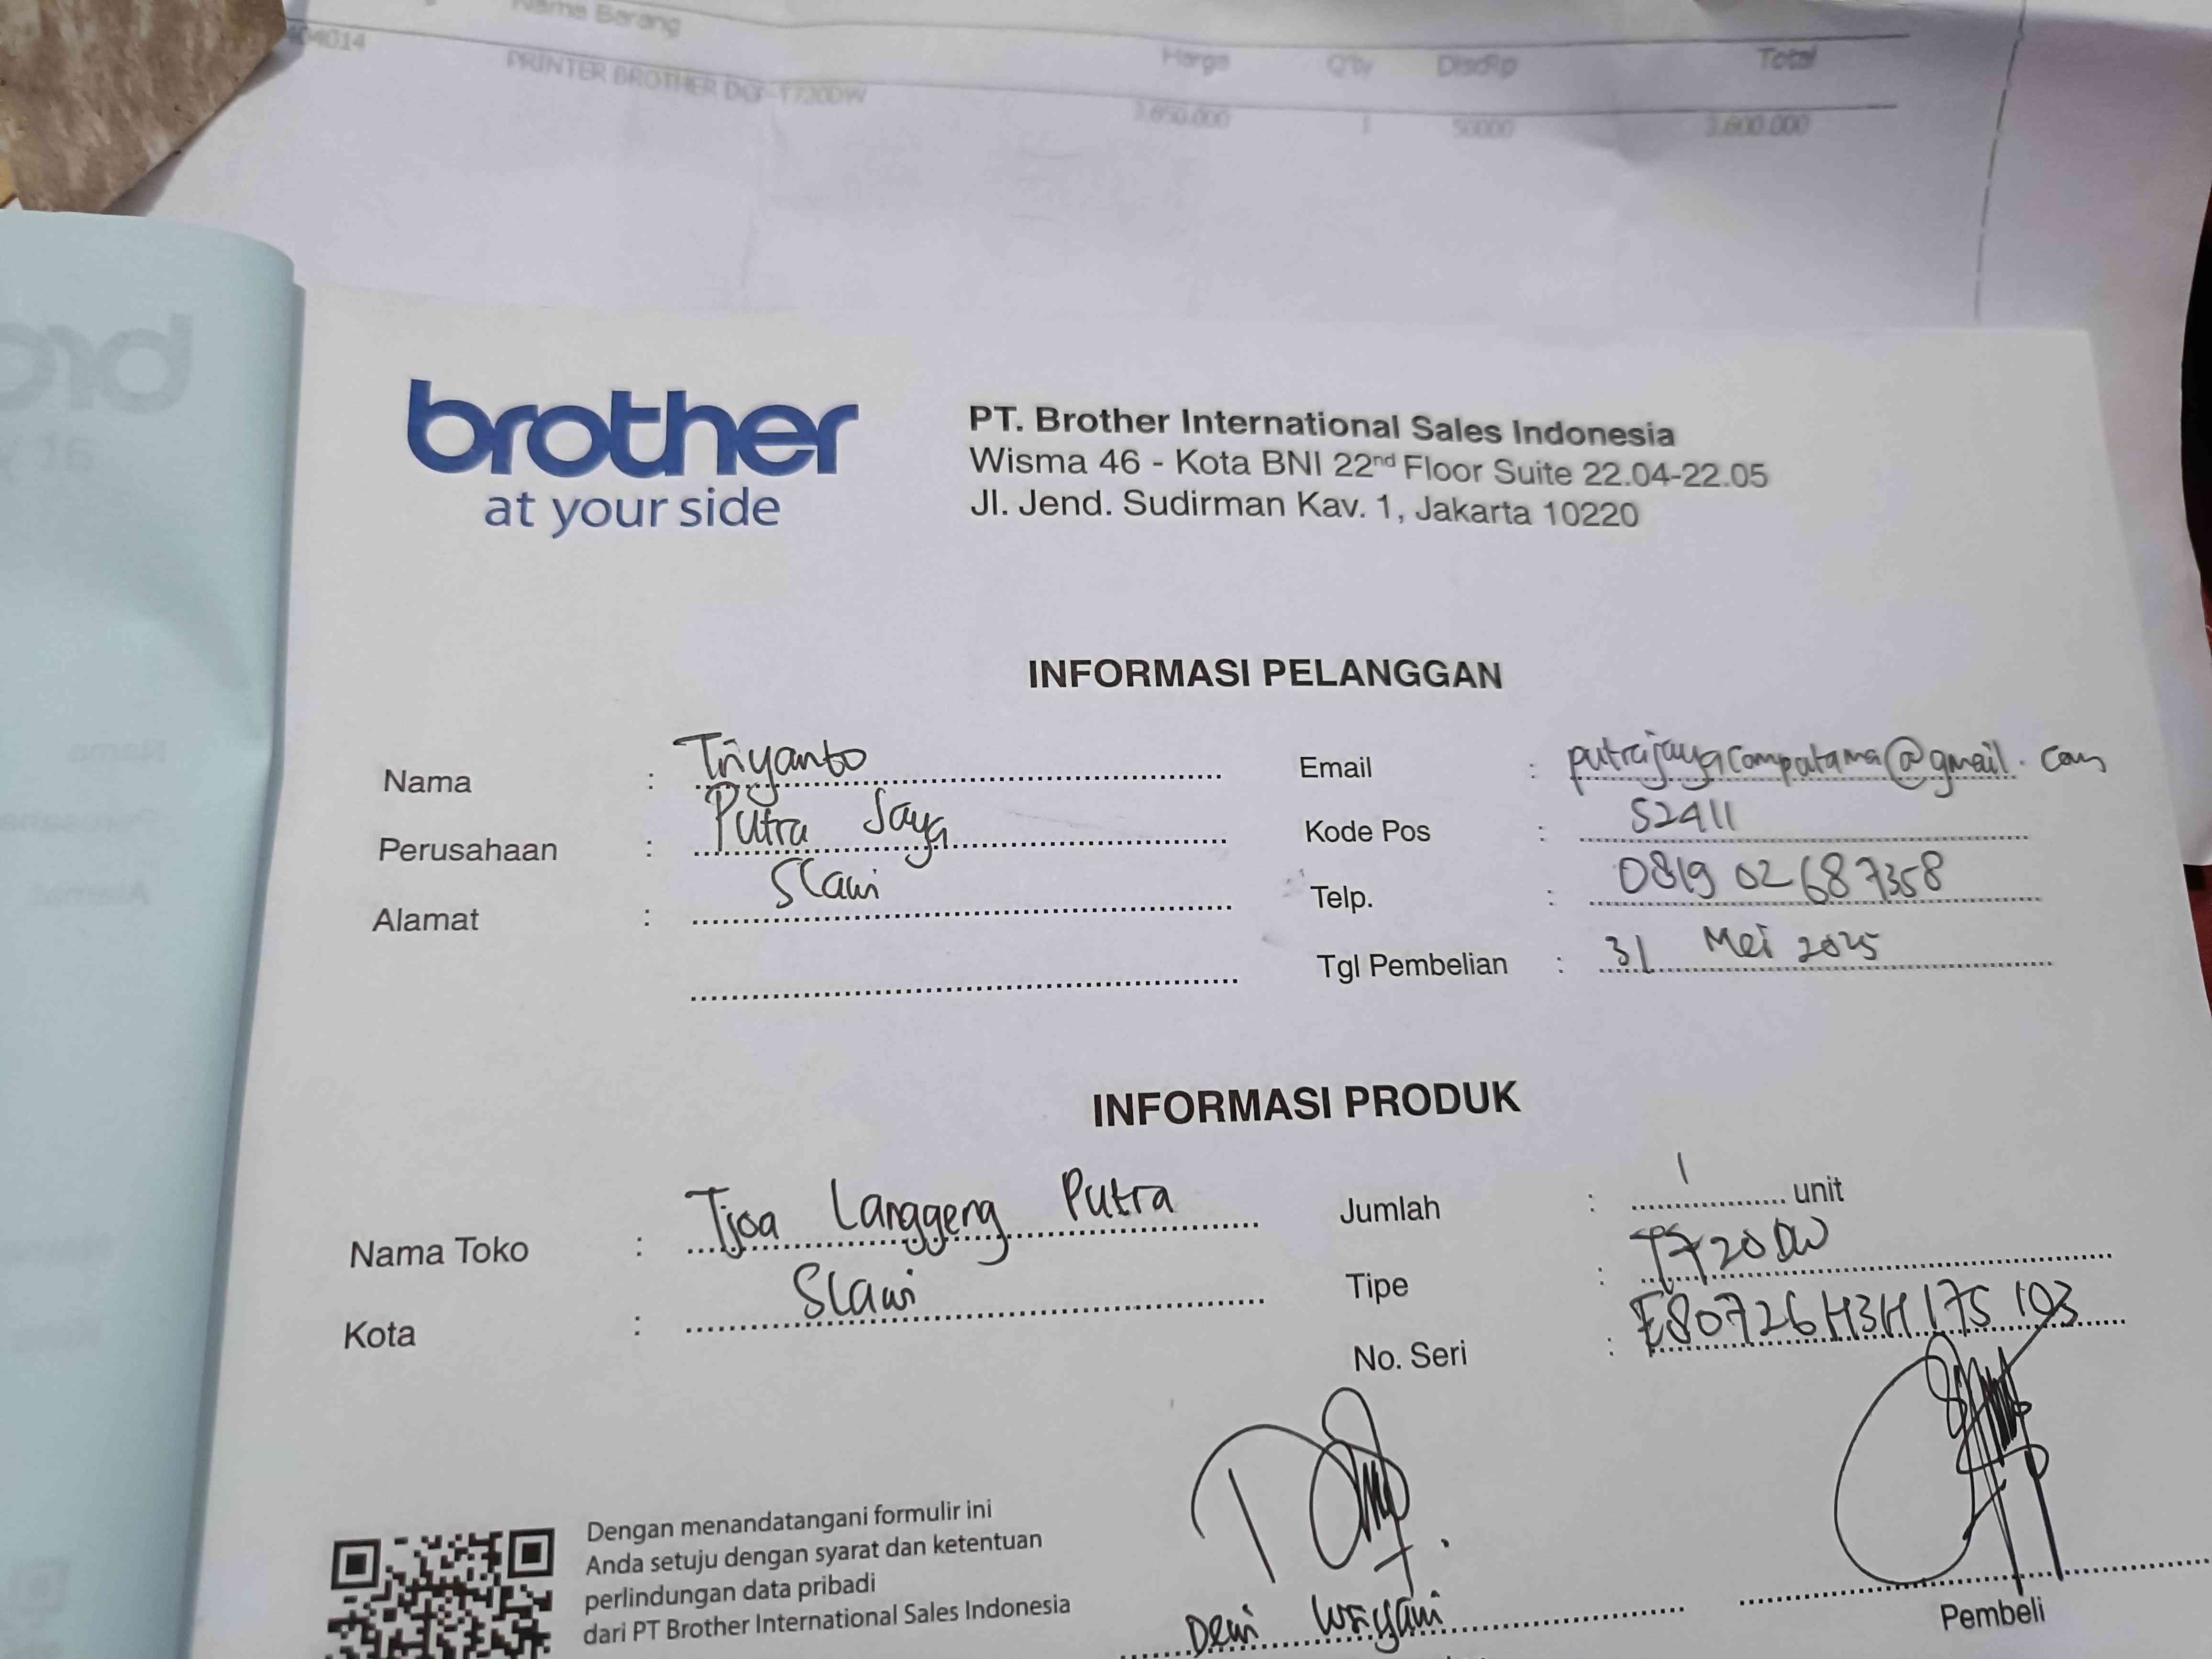 Nama Barang
404014
Harga Qty DiscRp Total
PRINTER BROTHER DCP-T720DW
3.650.000 1 50000 3.600.000
brother
at your side
PT. Brother International Sales Indonesia
Wisma 46 - Kota BNI 22nd Floor Suite 22.04-22.05
Jl. Jend. Sudirman Kav. 1, Jakarta 10220
INFORMASI PELANGGAN
Nama : Triyanto
Perusahaan : Putra Jaya
Alamat : Slawi
Email : putrajayacompatama@gmail.com
Kode Pos : 52411
Telp. : 081902687358
Tgl Pembelian : 31 Mei 2025
INFORMASI PRODUK
Nama Toko : Tjoa Langgeng Putra
Kota : Slawi
Jumlah : 1 unit
Tipe : T720DW
No. Seri : E80726H3H175103
Dengan menandatangani formulir ini
Anda setuju dengan syarat dan ketentuan
perlindungan data pribadi
dari PT Brother International Sales Indonesia
Dewi
Pembeli